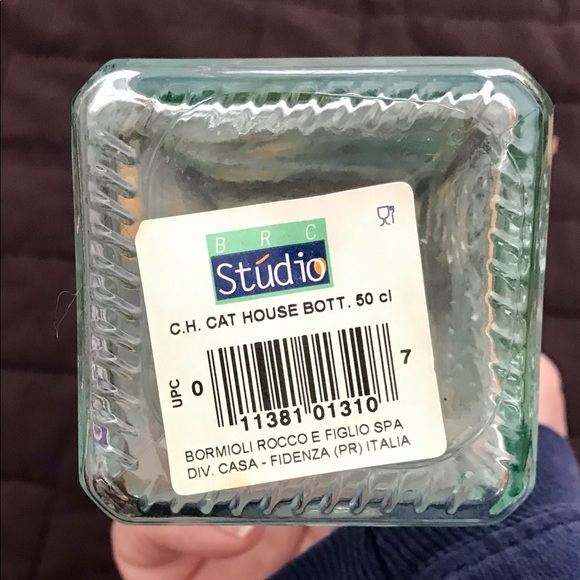 B R C
Stúdio
C.H. CAT HOUSE BOTT. 50 cl
UPC
0 11381 01310 7
BORMIOLI ROCCO E FIGLIO SPA
DIV. CASA - FIDENZA (PR) ITALIA